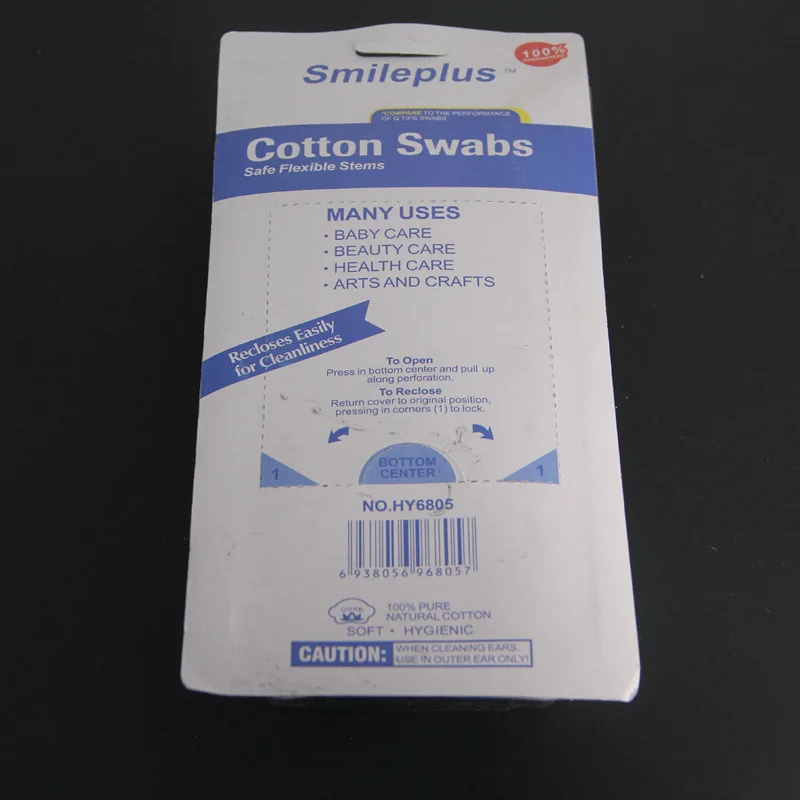 Smileplus™
100%
*COMPARE TO THE PERFORMANCE
OF Q TIPS SWABS
Cotton Swabs
Safe Flexible Stems
MANY USES
· BABY CARE
· BEAUTY CARE
· HEALTH CARE
· ARTS AND CRAFTS
Recloses Easily
for Cleanliness
To Open
Press in bottom center and pull up
along perforation.
To Reclose
Return cover to original position,
pressing in corners (1) to lock.
1
BOTTOM
CENTER
1
NO.HY6805
6 938056 968057
COTTON
100% PURE
NATURAL COTTON
SOFT · HYGIENIC
CAUTION:
WHEN CLEANING EARS,
USE IN OUTER EAR ONLY!